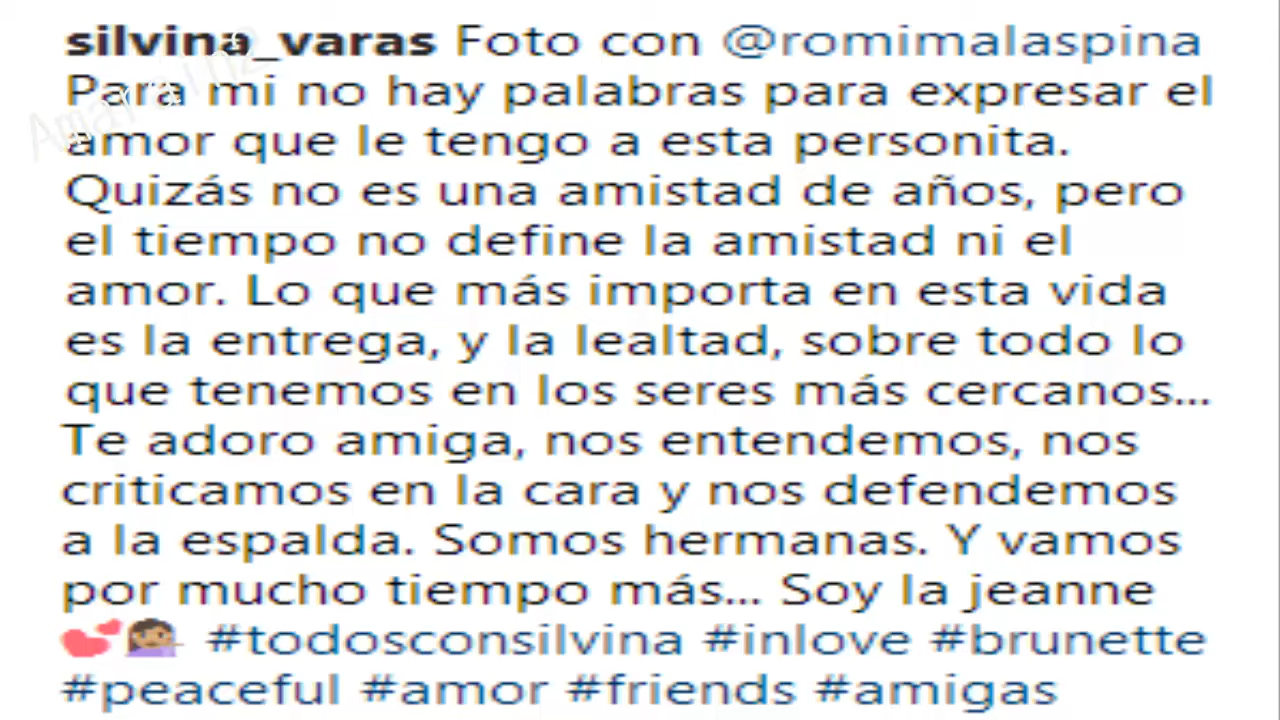 silvina_varas Foto con @romimalaspina
Para mi no hay palabras para expresar el
amor que le tengo a esta personita.
Quizás no es una amistad de años, pero
el tiempo no define la amistad ni el
amor. Lo que más importa en esta vida
es la entrega, y la lealtad, sobre todo lo
que tenemos en los seres más cercanos...
Te adoro amiga, nos entendemos, nos
criticamos en la cara y nos defendemos
a la espalda. Somos hermanas. Y vamos
por mucho tiempo más... Soy la jeanne
💕💁🏽 #todosconsilvina #inlove #brunette
#peaceful #amor #friends #amigas